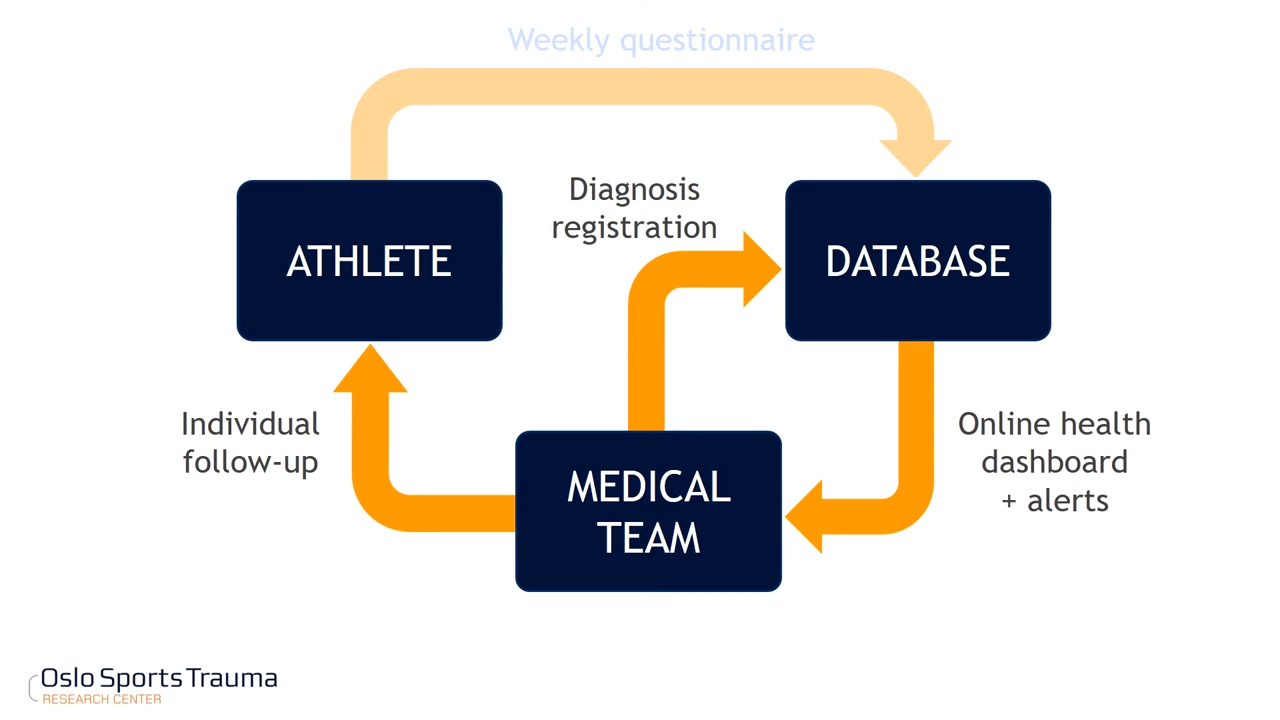 Weekly questionnaire
Diagnosis
registration
ATHLETE
DATABASE
Individual
follow-up
Online health
dashboard
+ alerts
MEDICAL
TEAM
Oslo Sports Trauma
RESEARCH CENTER